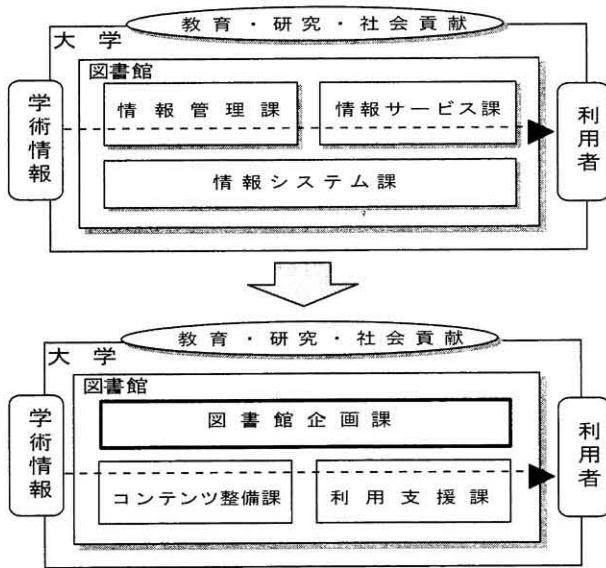 教育・研究・社会貢献
大学
図書館
学術情報
情報管理課
情報サービス課
利用者
情報システム課
教育・研究・社会貢献
大学
図書館
学術情報
図書館企画課
利用者
コンテンツ整備課
利用支援課